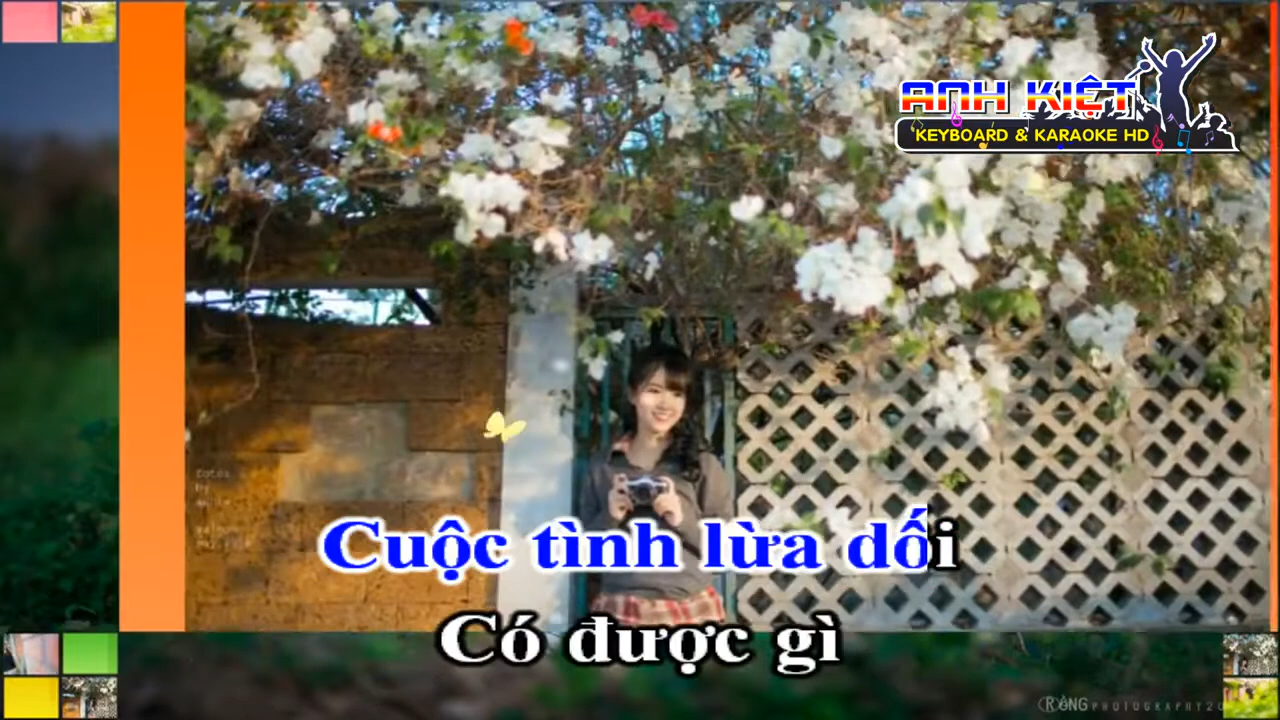 ANH KIỆT
KEYBOARD & KARAOKE HD
Cuộc tình lừa dối
Có được gì